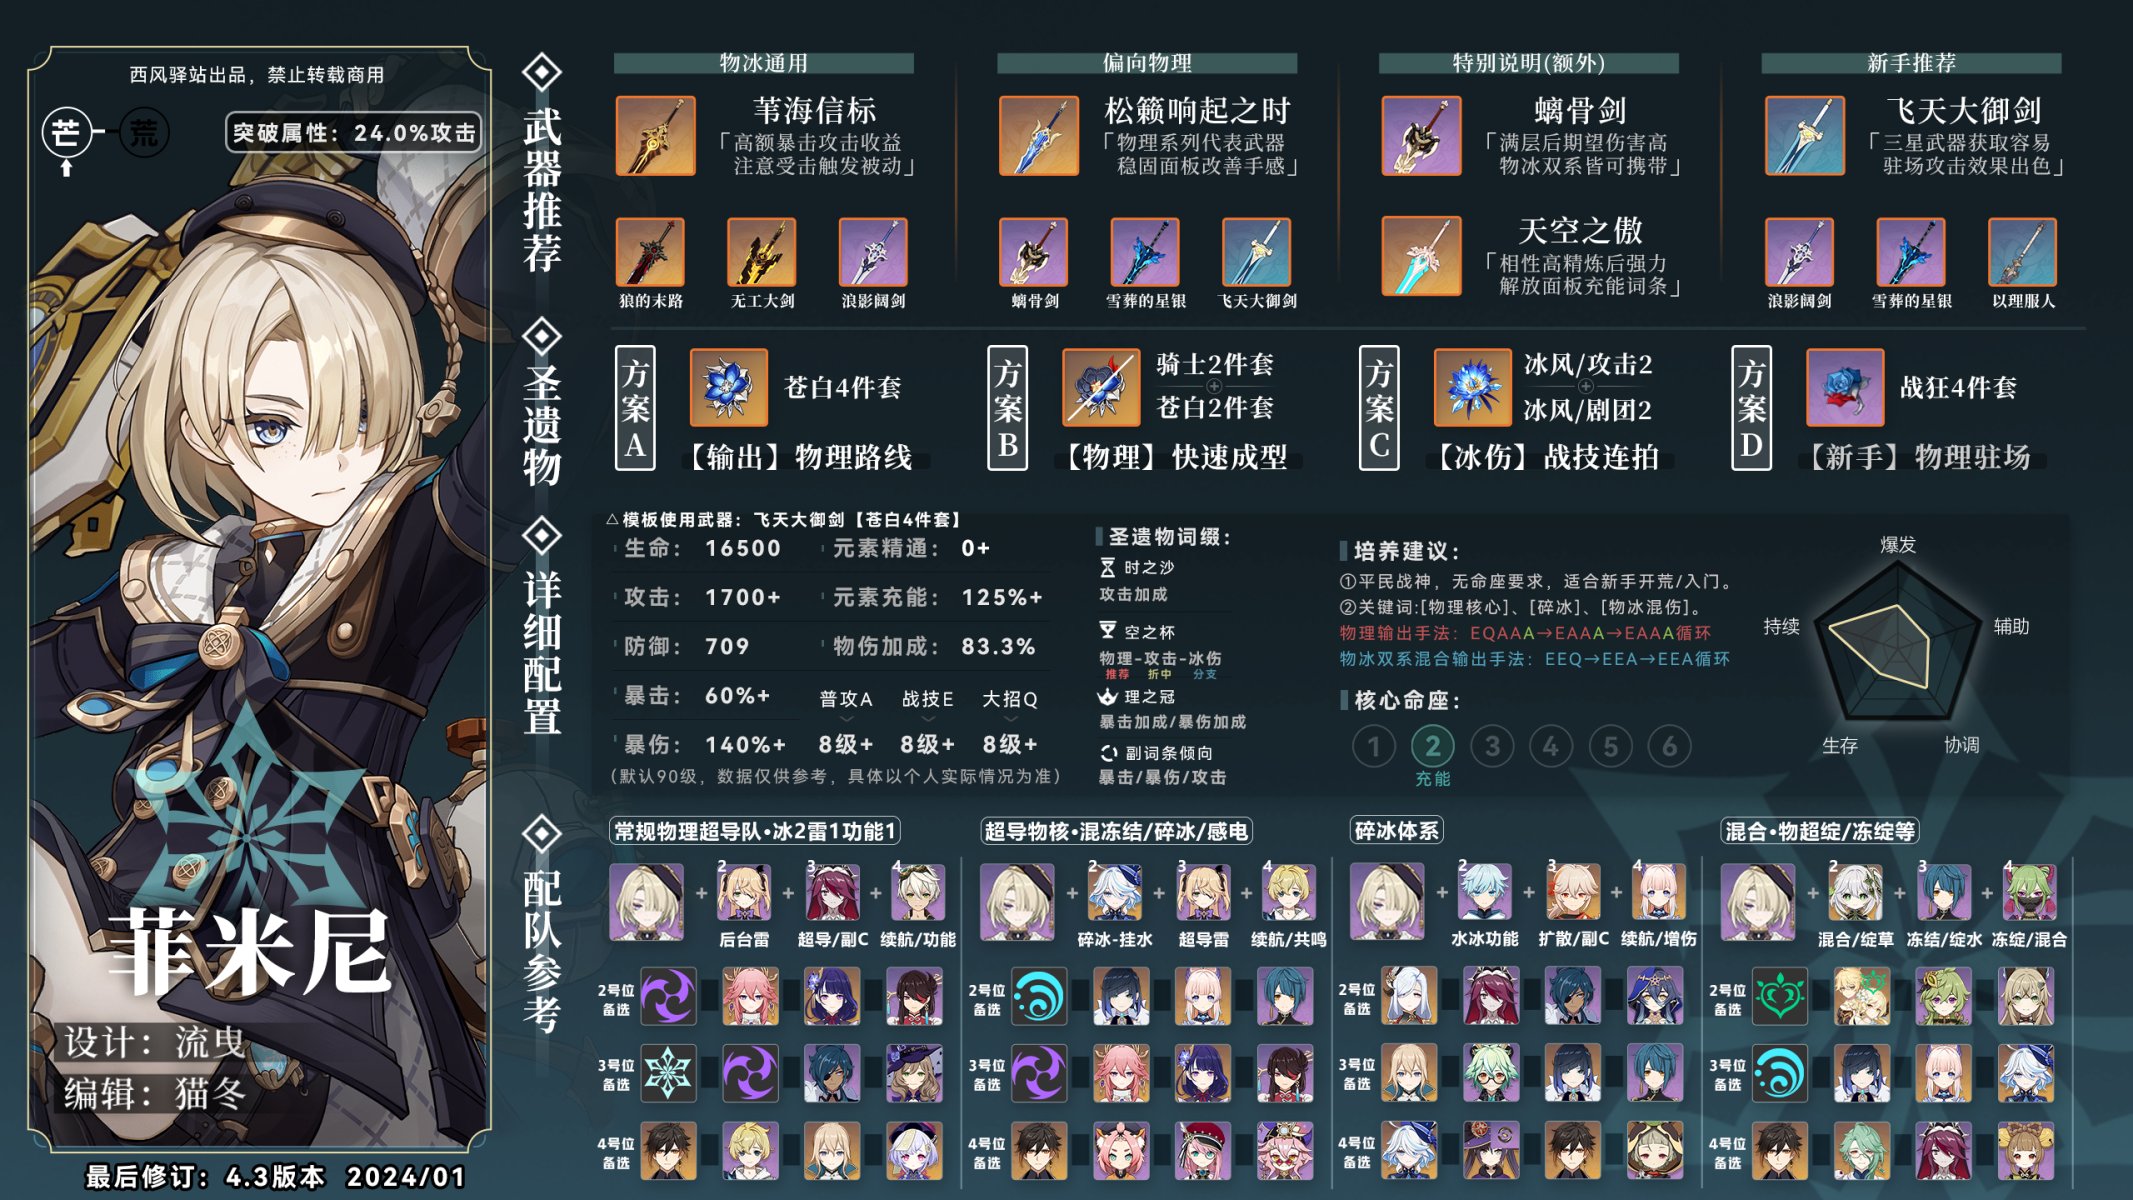 西风驿站出品，禁止转载商用
芒
荒
突破属性：24.0%攻击
菲米尼
设计：流曳
编辑：猫冬
最后修订：4.3版本 2024/01
武器推荐
物冰通用
苇海信标
「高额暴击攻击收益
注意受击触发被动」
狼的末路
无工大剑
浪影阔剑
偏向物理
松籁响起之时
「物理系列代表武器
稳固面板改善手感」
螭骨剑
雪葬的星银
飞天大御剑
特别说明(额外)
螭骨剑
「满层后期望伤害高
物冰双系皆可携带」
天空之傲
「相性高精炼后强力
解放面板充能词条」
新手推荐
飞天大御剑
「三星武器获取容易
驻场攻击效果出色」
浪影阔剑
雪葬的星银
以理服人
圣遗物
方案A
苍白4件套
【输出】物理路线
方案B
骑士2件套
苍白2件套
【物理】快速成型
方案C
冰风/攻击2
冰风/剧团2
【冰伤】战技连拍
方案D
战狂4件套
【新手】物理驻场
详细配置
△模板使用武器：飞天大御剑【苍白4件套】
生命：16500 元素精通：0+
攻击：1700+ 元素充能：125%+
防御：709 物伤加成：83.3%
暴击：60%+ 普攻A 战技E 大招Q
暴伤：140%+ 8级+ 8级+ 8级+
(默认90级，数据仅供参考，具体以个人实际情况为准)
圣遗物词缀：
时之沙
攻击加成
空之杯
物理-攻击-冰伤
推荐 折中 分支
理之冠
暴击加成/暴伤加成
副词条倾向
暴击/暴伤/攻击
培养建议：
①平民战神，无命座要求，适合新手开荒/入门。
②关键词:[物理核心]、[碎冰]、[物冰混伤]。
物理输出手法：EQAAA→EAAA→EAAA循环
物冰双系混合输出手法：EEQ→EEA→EEA循环
核心命座：
1 2 3 4 5 6
充能
爆发
持续
辅助
生存
协调
配队参考
常规物理超导队·冰2雷1功能1
+ 2 + 3 + 4
后台雷 超导/副C 续航/功能
2号位
备选
3号位
备选
4号位
备选
超导物核·混冻结/碎冰/感电
+ 2 + 3 + 4
碎冰-挂水 超导雷 续航/共鸣
2号位
备选
3号位
备选
4号位
备选
碎冰体系
+ 2 + 3 + 4
水冰功能 扩散/副C 续航/增伤
2号位
备选
3号位
备选
4号位
备选
混合·物超绽/冻绽等
+ 2 + 3 + 4
混合/绽草 冻结/绽水 冻绽/混合
2号位
备选
3号位
备选
4号位
备选